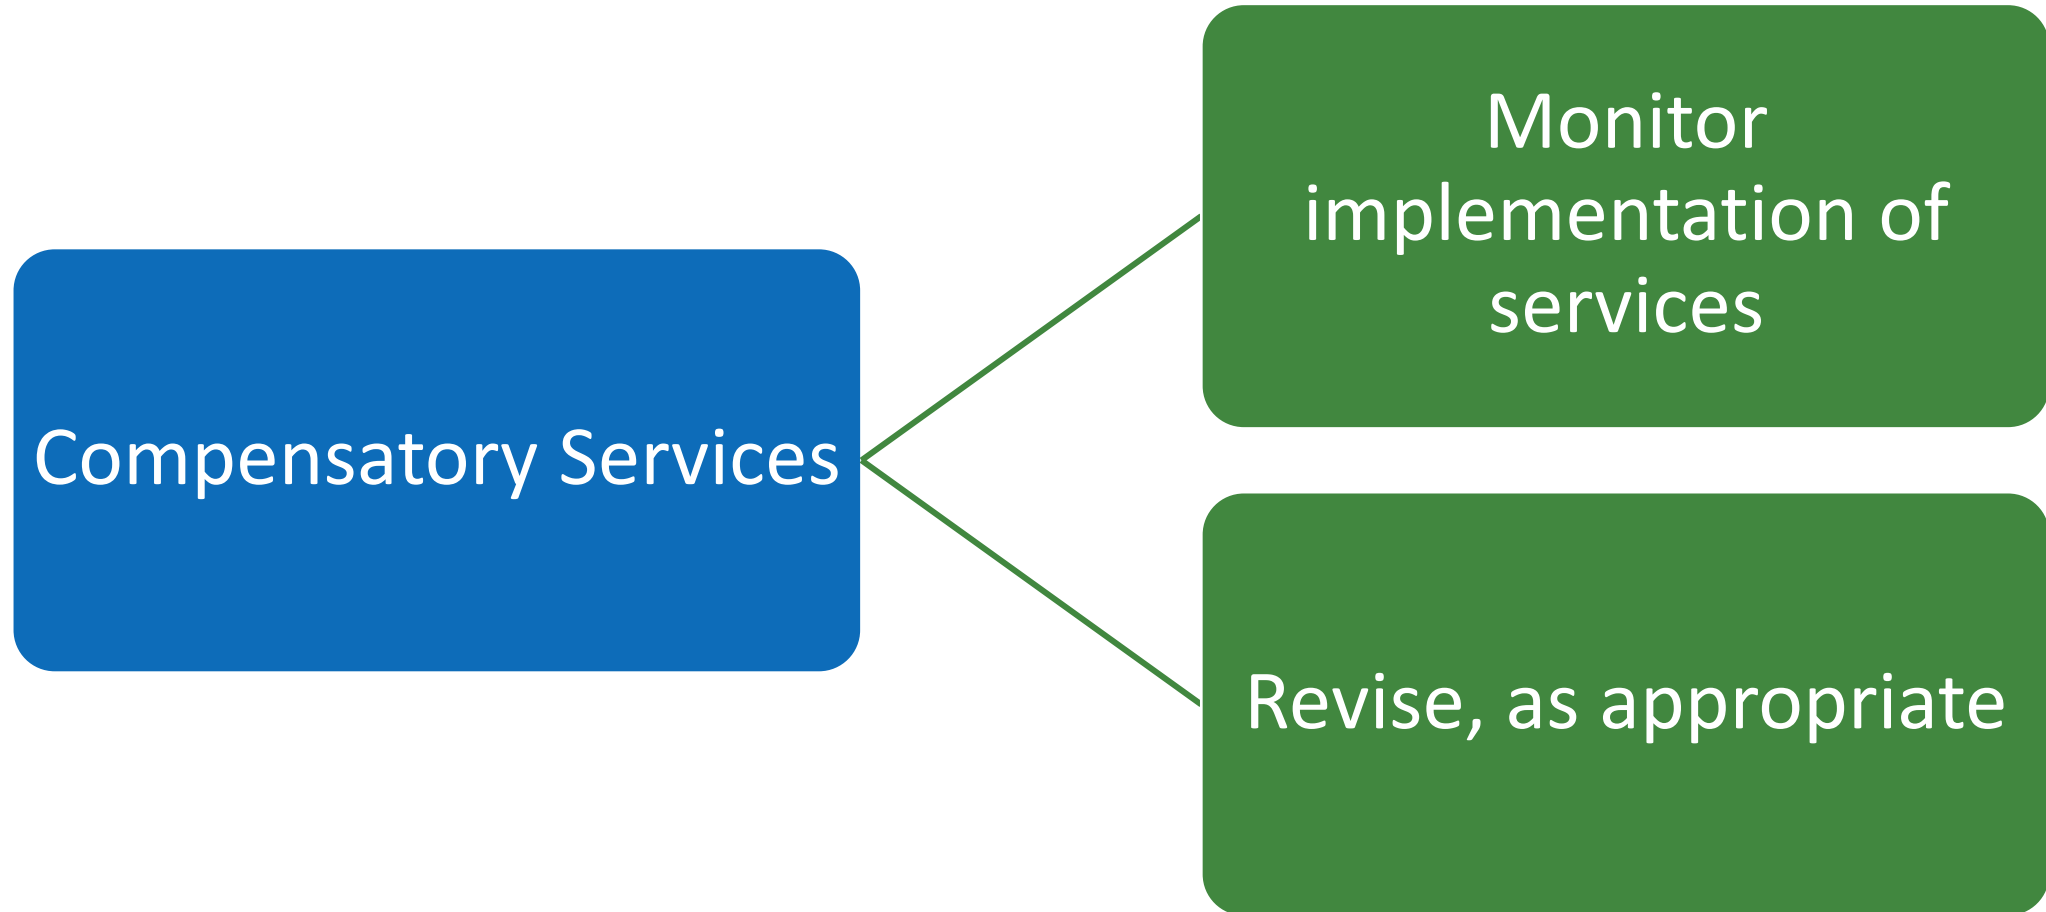 Compensatory Services
Monitor
implementation of
services
Revise, as appropriate